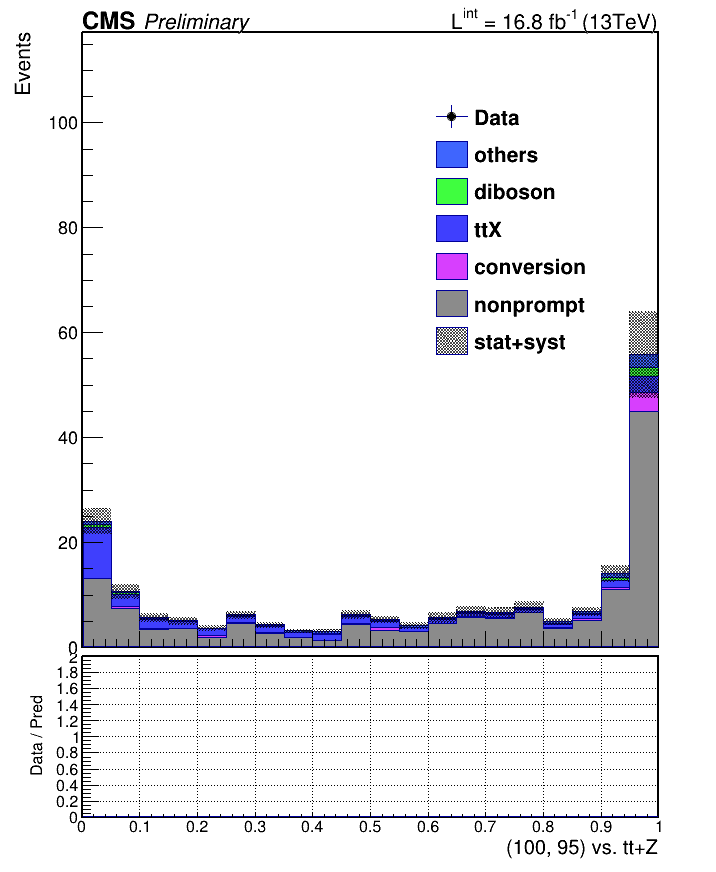 CMS Preliminary
L^int = 16.8 fb^-1 (13TeV)
Events
100
80
60
40
20
0
Data
others
diboson
ttX
conversion
nonprompt
stat+syst
Data / Pred
2
1.8
1.6
1.4
1.2
1
0.8
0.6
0.4
0.2
0
0 0.1 0.2 0.3 0.4 0.5 0.6 0.7 0.8 0.9 1
(100, 95) vs. tt+Z